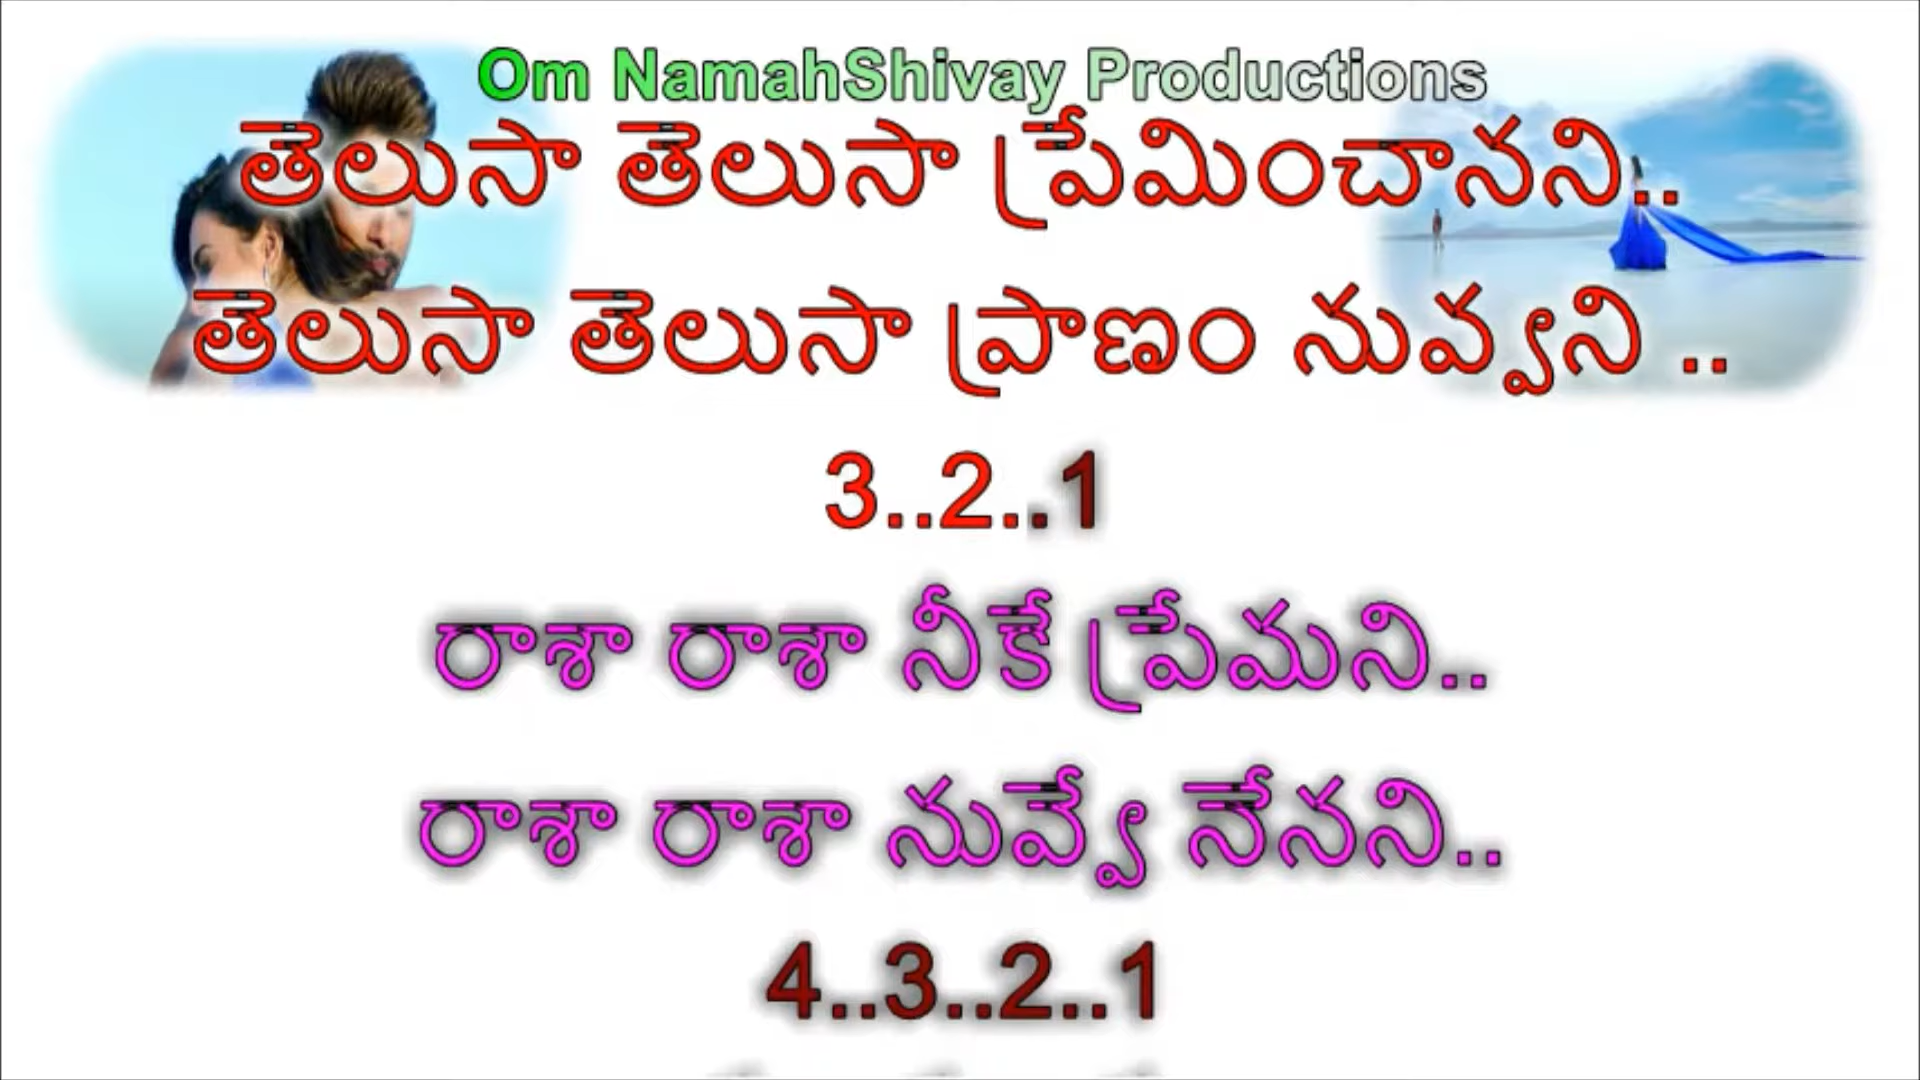 Om NamahShivay Productions
తెలుసా తెలుసా ప్రేమించానని..
తెలుసా తెలుసా ప్రాణం నువ్వని ..
3..2..1
రాశా రాశా నీకే ప్రేమని..
రాశా రాశా నువ్వే నేనని..
4..3..2..1